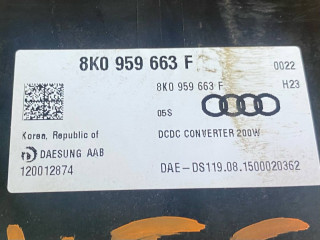 8K0 959 663 F
0022
8K0 959 663 F
H23
05S
Korea, Republic of
DCDC CONVERTER 200W
DAESUNG AAB
120012874
DAE-DS119.08.1500020362